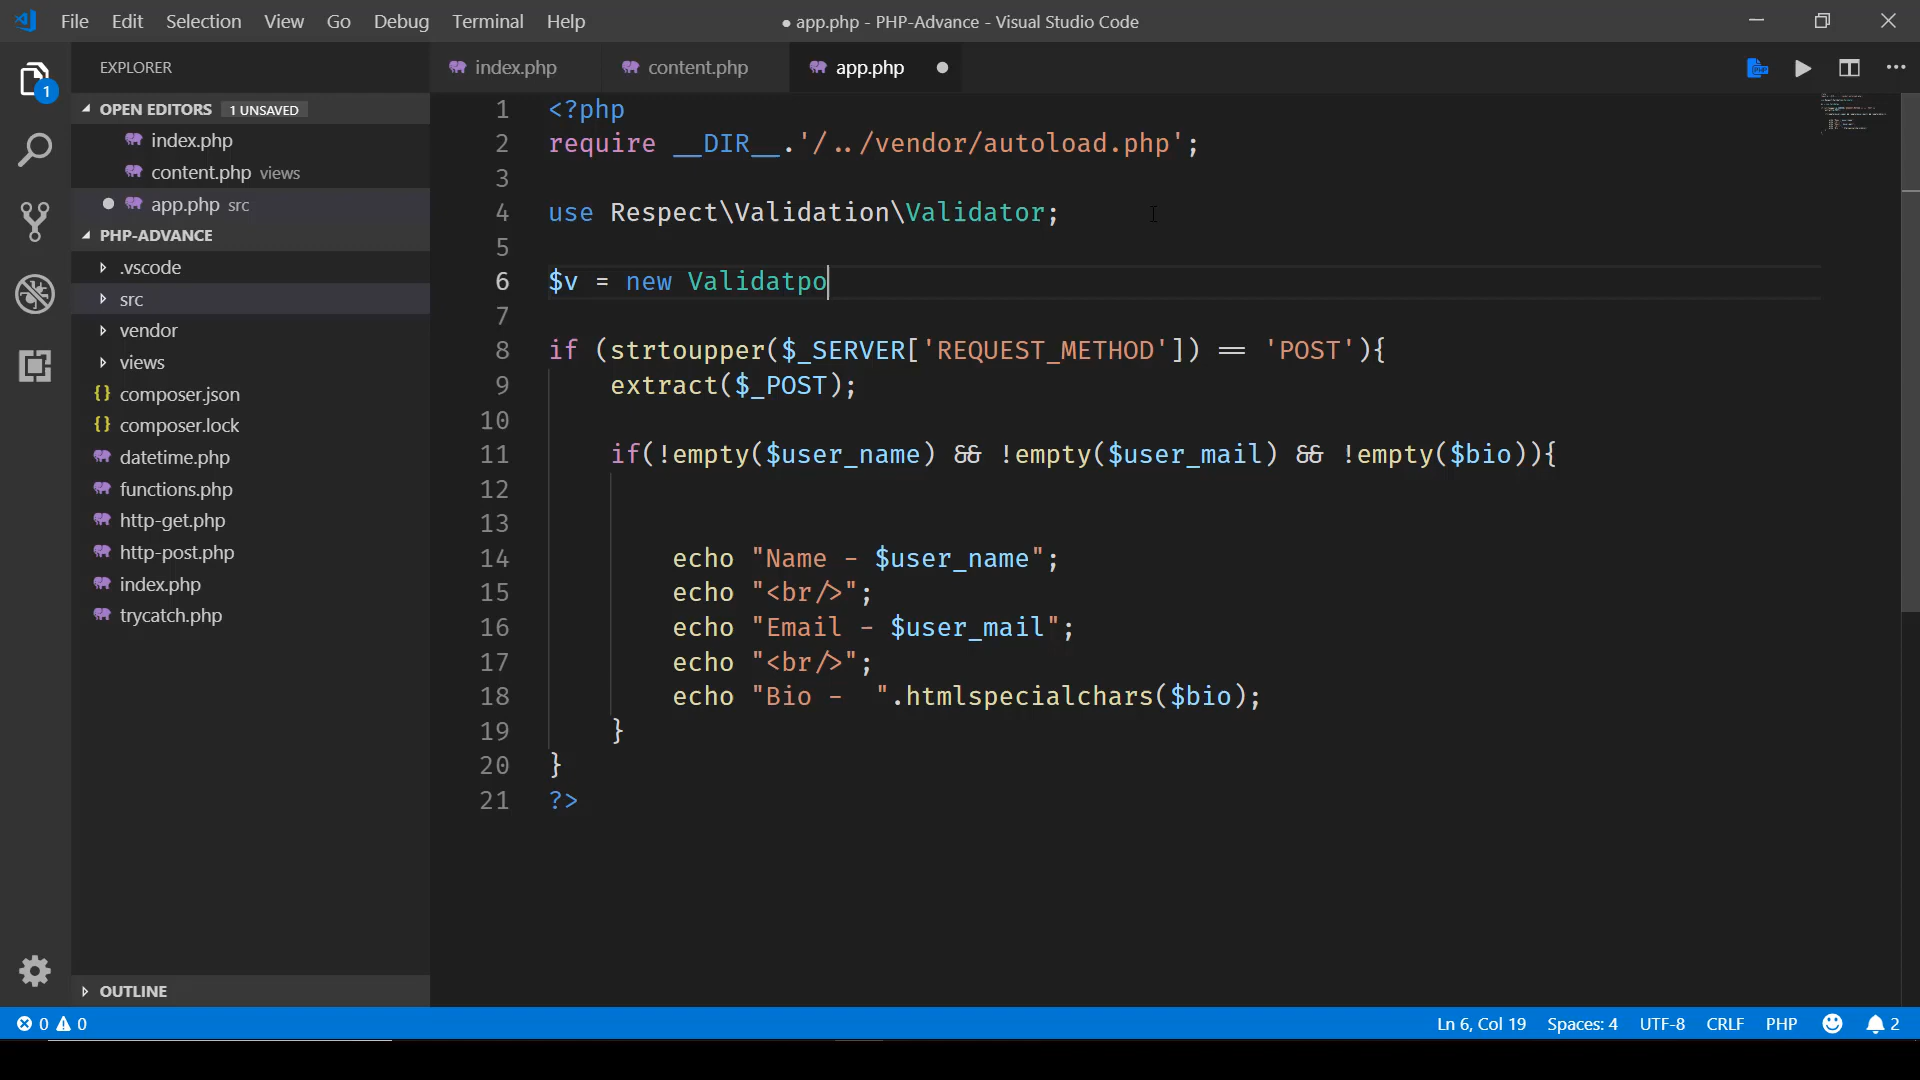 File Edit Selection View Go Debug Terminal Help
● app.php - PHP-Advance - Visual Studio Code
1
EXPLORER
OPEN EDITORS 1 UNSAVED
index.php
content.php views
app.php src
PHP-ADVANCE
.vscode
src
vendor
views
{} composer.json
{} composer.lock
datetime.php
functions.php
http-get.php
http-post.php
index.php
trycatch.php
OUTLINE
index.php content.php app.php
1 <?php
2 require __DIR__.'/../vendor/autoload.php';
3
4 use Respect\Validation\Validator;
5
6 $v = new Validatpo
7
8 if (strtoupper($_SERVER['REQUEST_METHOD']) == 'POST'){
9 extract($_POST);
10
11 if(!empty($user_name) && !empty($user_mail) && !empty($bio)){
12
13
14 echo "Name - $user_name";
15 echo "<br/>";
16 echo "Email - $user_mail";
17 echo "<br/>";
18 echo "Bio -  ".htmlspecialchars($bio);
19 }
20 }
21 ?>
0 0
Ln 6, Col 19 Spaces: 4 UTF-8 CRLF PHP 2